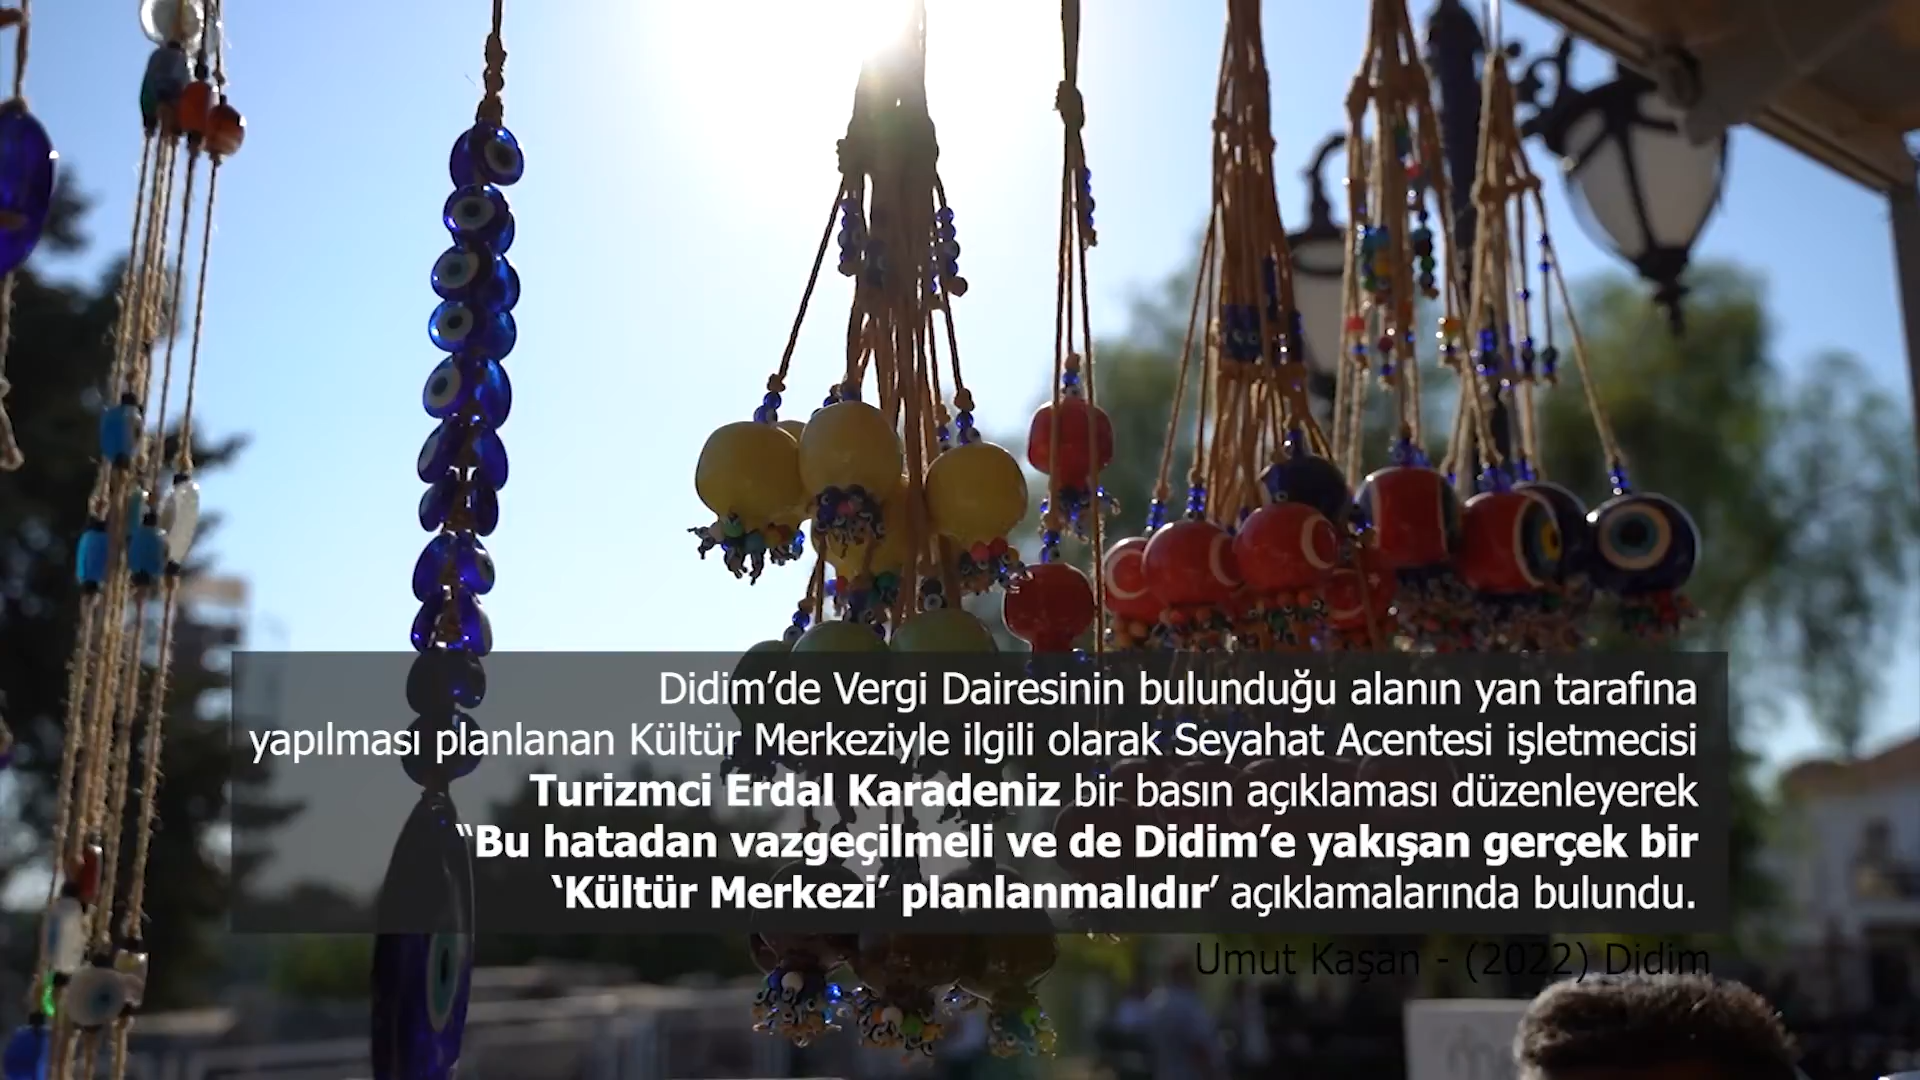 Didim’de Vergi Dairesinin bulunduğu alanın yan tarafına
yapılması planlanan Kültür Merkeziyle ilgili olarak Seyahat Acentesi işletmecisi
Turizmci Erdal Karadeniz bir basın açıklaması düzenleyerek
“Bu hatadan vazgeçilmeli ve de Didim’e yakışan gerçek bir
‘Kültür Merkezi’ planlanmalıdır’ açıklamalarında bulundu.
Umut Kaşan - (2022) Didim